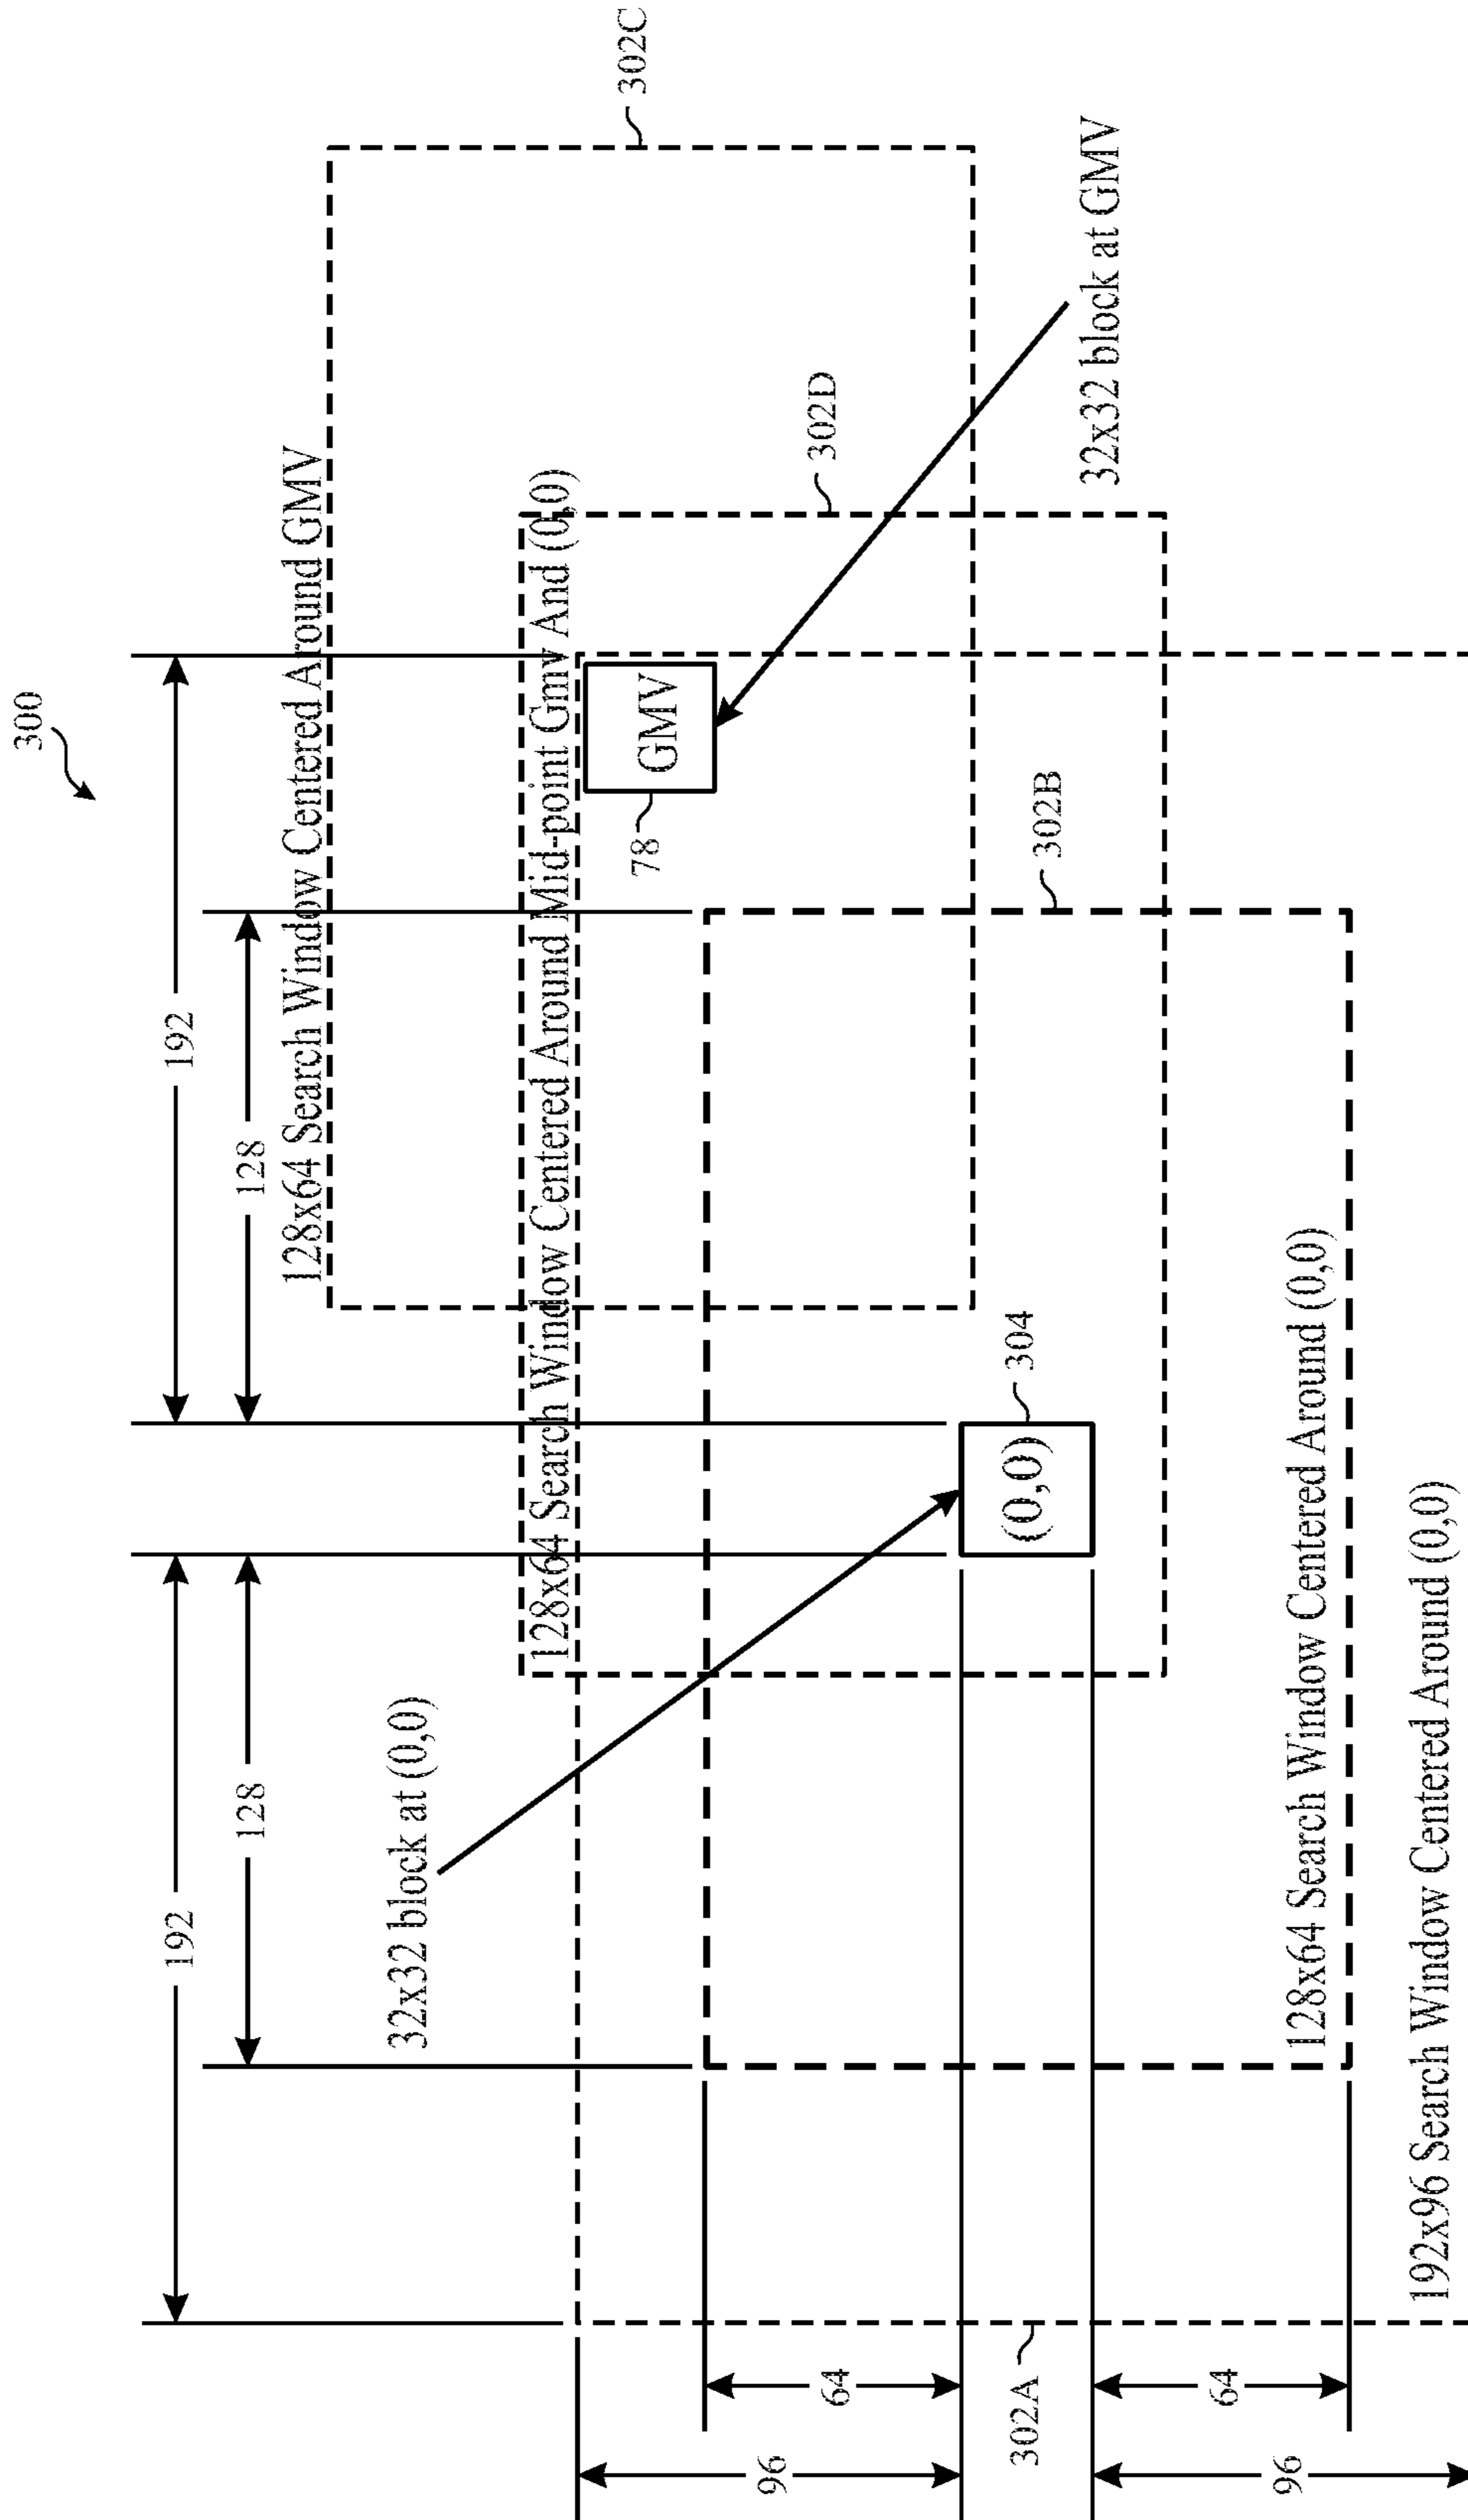 300
192
192
128
128
128x64 Search Window Centered Around GMV
302C
32x32 block at (0,0)
128x64 Search Window Centered Around Mid-point Gmv And (0,0)
GMV
78
302D
96
64
(0,0)
304
302B
32x32 block at GMV
302A
64
96
128x64 Search Window Centered Around (0,0)
192x96 Search Window Centered Around (0,0)